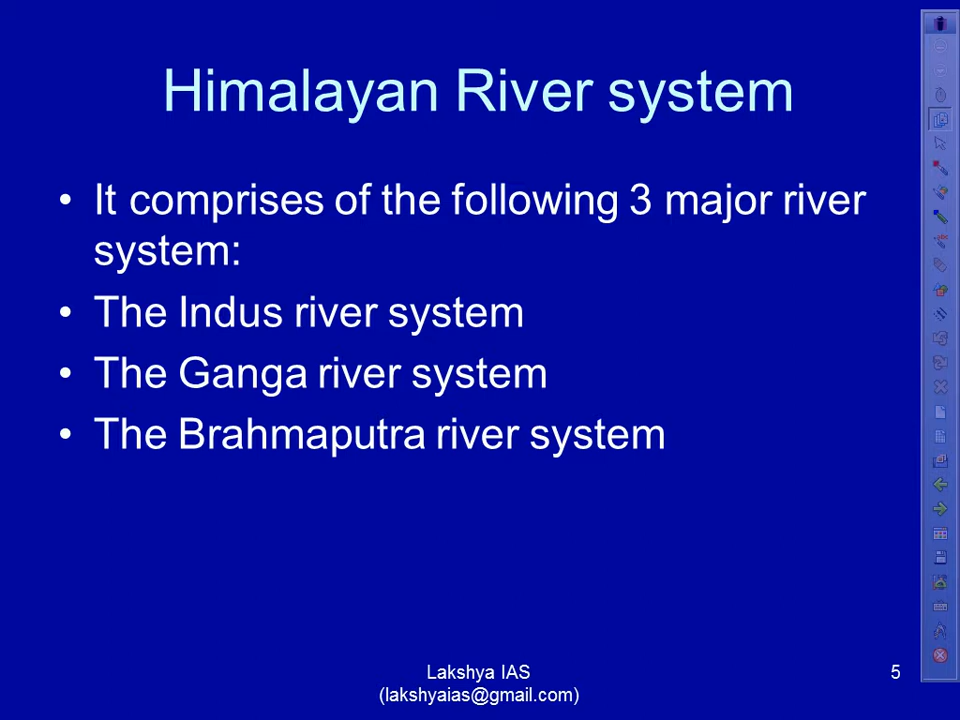 Himalayan River system
• It comprises of the following 3 major river
system:
• The Indus river system
• The Ganga river system
• The Brahmaputra river system
Lakshya IAS
(lakshyaias@gmail.com)
5